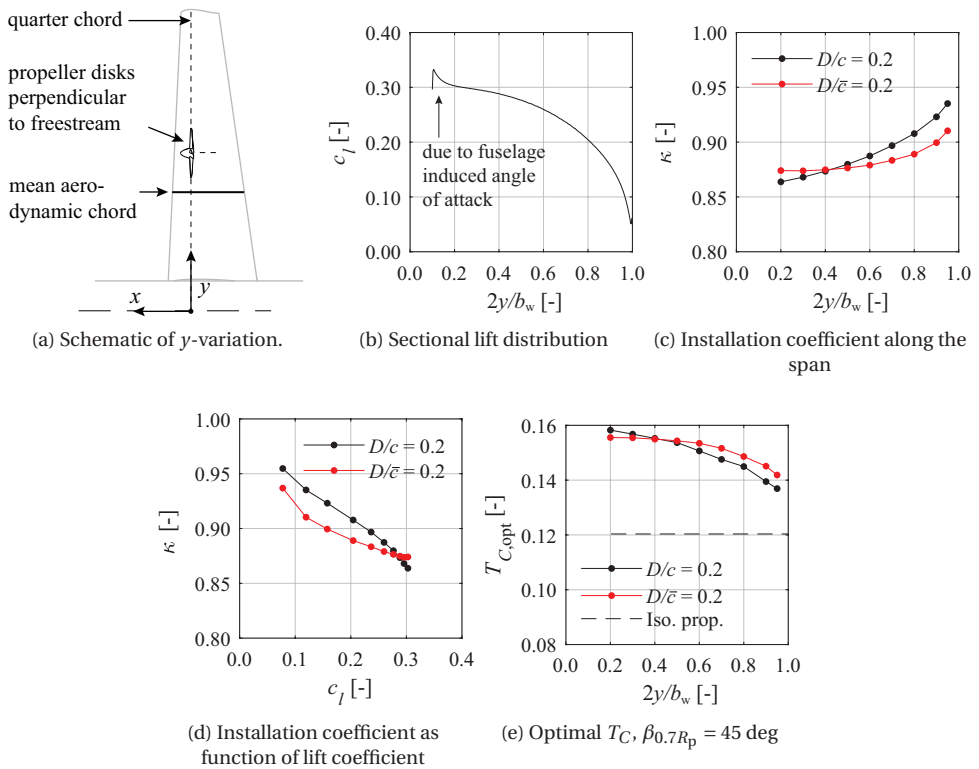 quarter chord
propeller disks
perpendicular
to freestream
mean aero-
dynamic chord
x
y
(a) Schematic of y-variation.
0.40
0.30
0.20
0.10
0.00
c_l [-]
due to fuselage
induced angle
of attack
0.0 0.2 0.4 0.6 0.8 1.0
2y/b_w [-]
(b) Sectional lift distribution
1.00
0.95
0.90
0.85
0.80
κ [-]
D/c = 0.2
D/c̄ = 0.2
0.0 0.2 0.4 0.6 0.8 1.0
2y/b_w [-]
(c) Installation coefficient along the
span
1.00
0.95
0.90
0.85
0.80
κ [-]
D/c = 0.2
D/c̄ = 0.2
0.0 0.1 0.2 0.3 0.4
c_l [-]
(d) Installation coefficient as
function of lift coefficient
0.16
0.14
0.12
0.10
0.08
T_{C,opt} [-]
D/c = 0.2
D/c̄ = 0.2
Iso. prop.
0.0 0.2 0.4 0.6 0.8 1.0
2y/b_w [-]
(e) Optimal T_C, β_{0.7R_p} = 45 deg